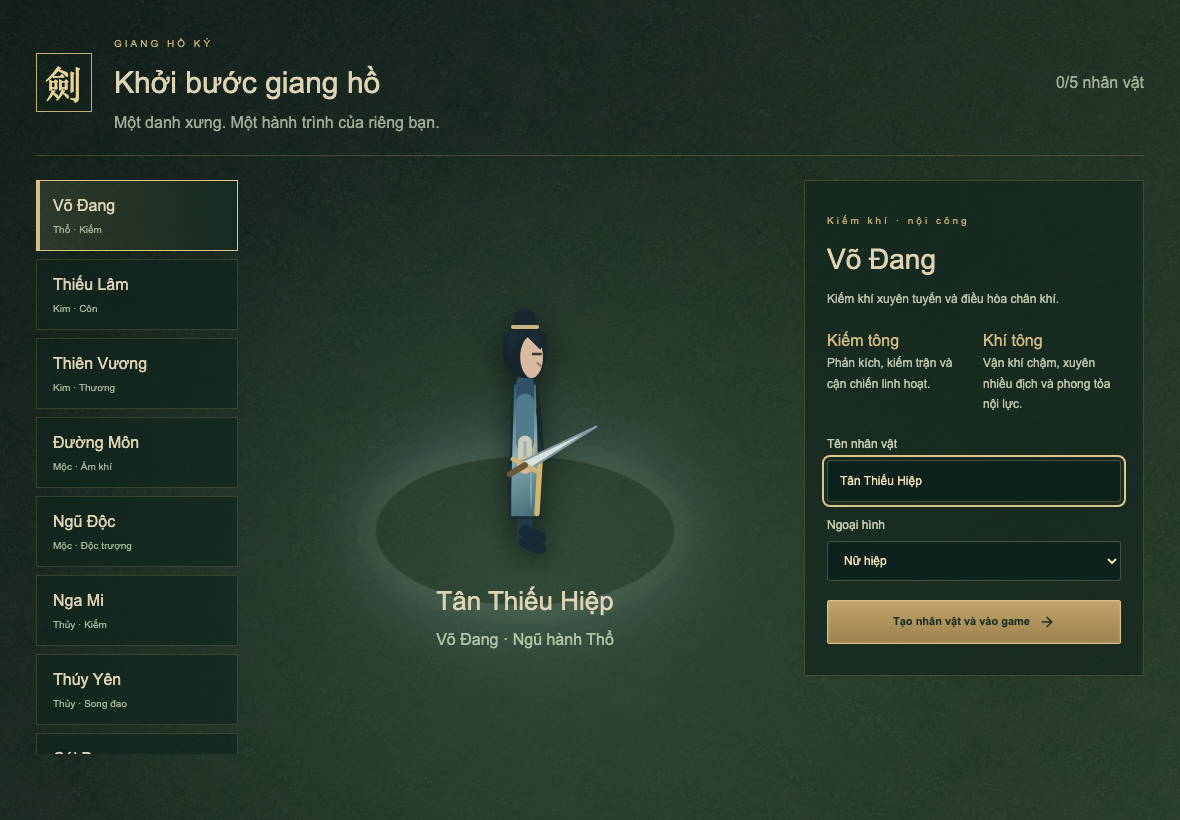 劍
GIANG HỒ KÝ
Khởi bước giang hồ
Một danh xưng. Một hành trình của riêng bạn.
0/5 nhân vật
Võ Đang
Thổ · Kiếm
Thiếu Lâm
Kim · Côn
Thiên Vương
Kim · Thương
Đường Môn
Mộc · Ám khí
Ngũ Độc
Mộc · Độc trượng
Nga Mi
Thủy · Kiếm
Thúy Yên
Thủy · Song đao
Tân Thiếu Hiệp
Võ Đang · Ngũ hành Thổ
Kiếm khí · nội công
Võ Đang
Kiếm khí xuyên tuyến và điều hòa chân khí.
Kiếm tông
Phản kích, kiếm trận và
cận chiến linh hoạt.
Khí tông
Vận khí chậm, xuyên
nhiều địch và phong tỏa
nội lực.
Tên nhân vật
Tân Thiếu Hiệp
Ngoại hình
Nữ hiệp
Tạo nhân vật và vào game →